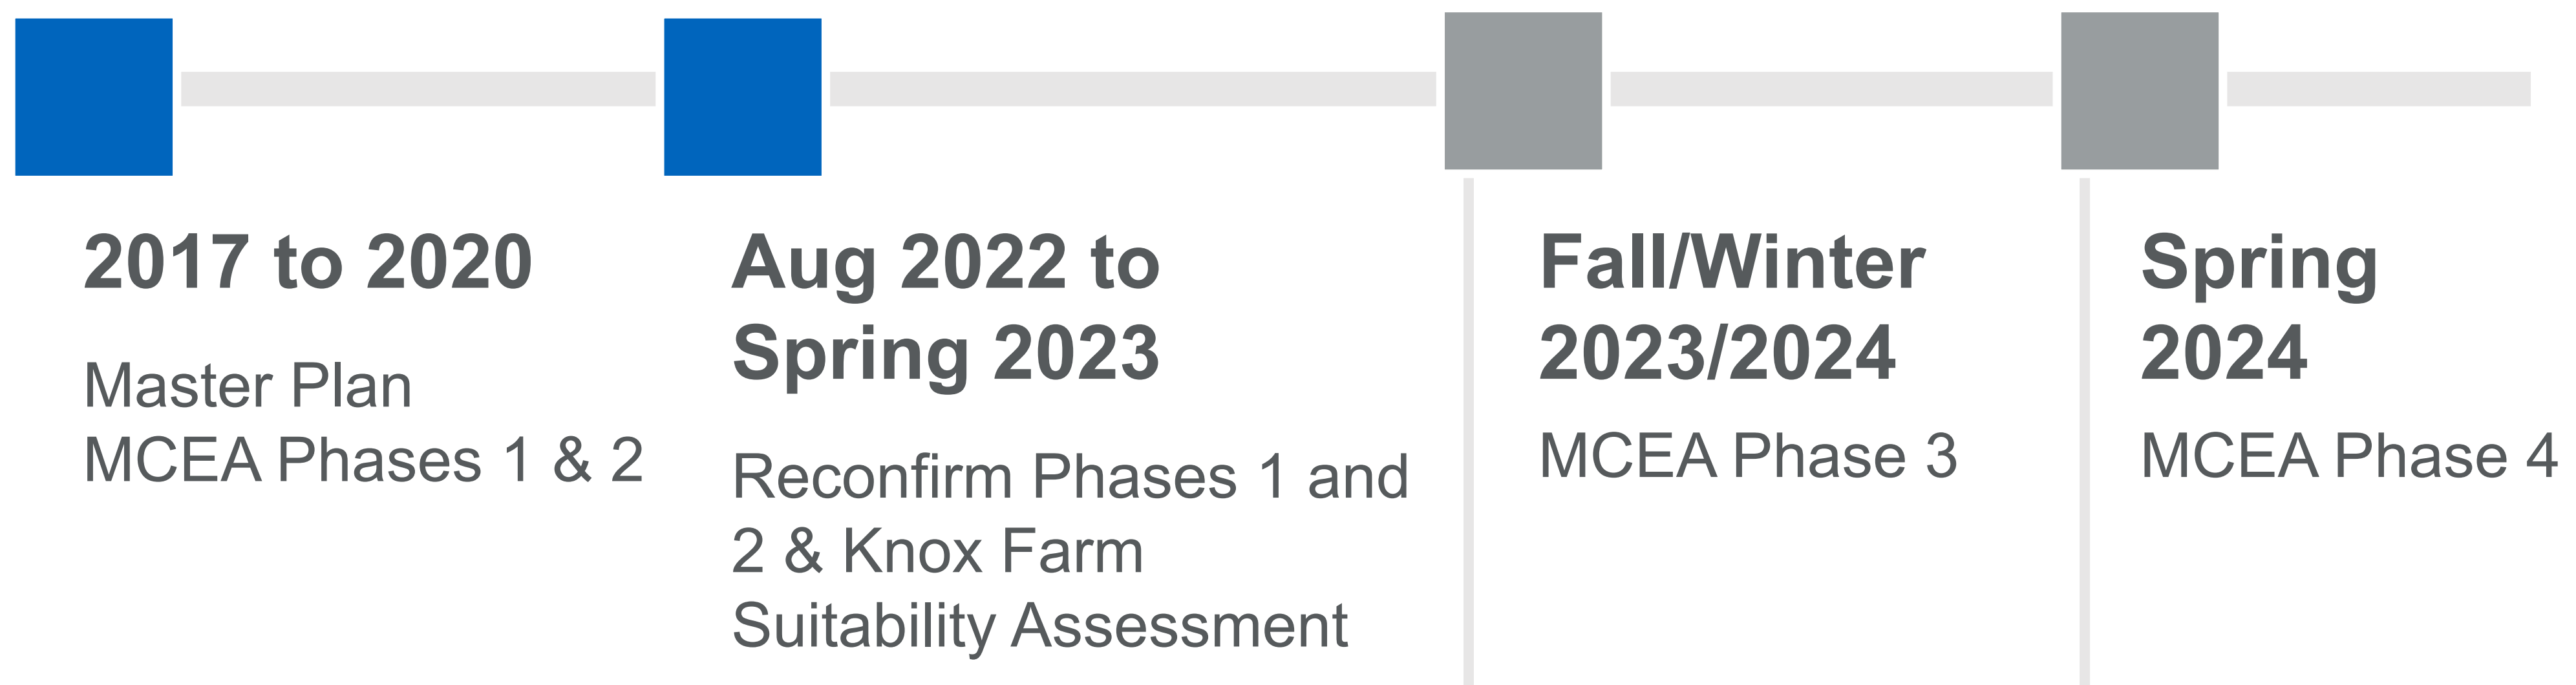 2017 to 2020
Master Plan
MCEA Phases 1 & 2
Aug 2022 to
Spring 2023
Reconfirm Phases 1 and
2 & Knox Farm
Suitability Assessment
Fall/Winter
2023/2024
MCEA Phase 3
Spring
2024
MCEA Phase 4